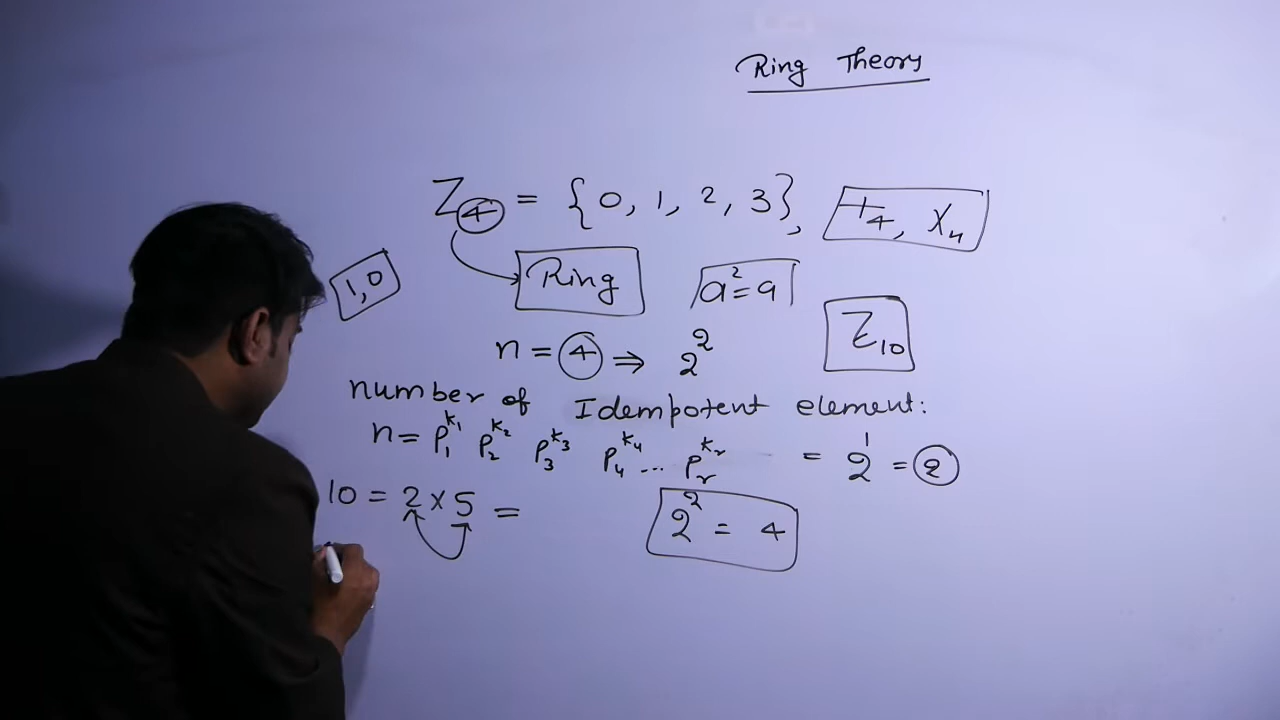 Ring Theory
Z₄ = {0, 1, 2, 3}, +₄, X₄
1,0 Ring a² = a
n = 4 ⇒ 2² Z₁₀
number of Idempotent element:
n = p₁^k₁ p₂^k₂ p₃^k₃ p₄^k₄ ... p_r^k_r = 2¹ = 2
10 = 2 × 5 = 2² = 4